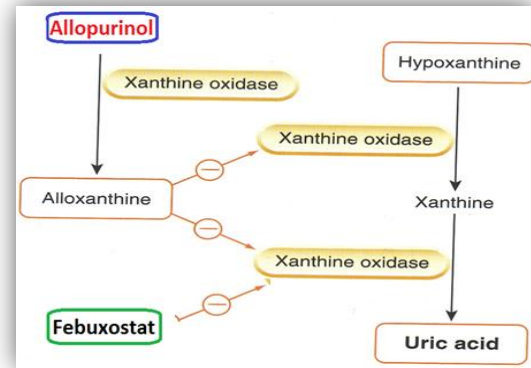 Allopurinol
Hypoxanthine
Xanthine oxidase
Xanthine oxidase
Alloxanthine
Xanthine
Xanthine oxidase
Febuxostat
Uric acid